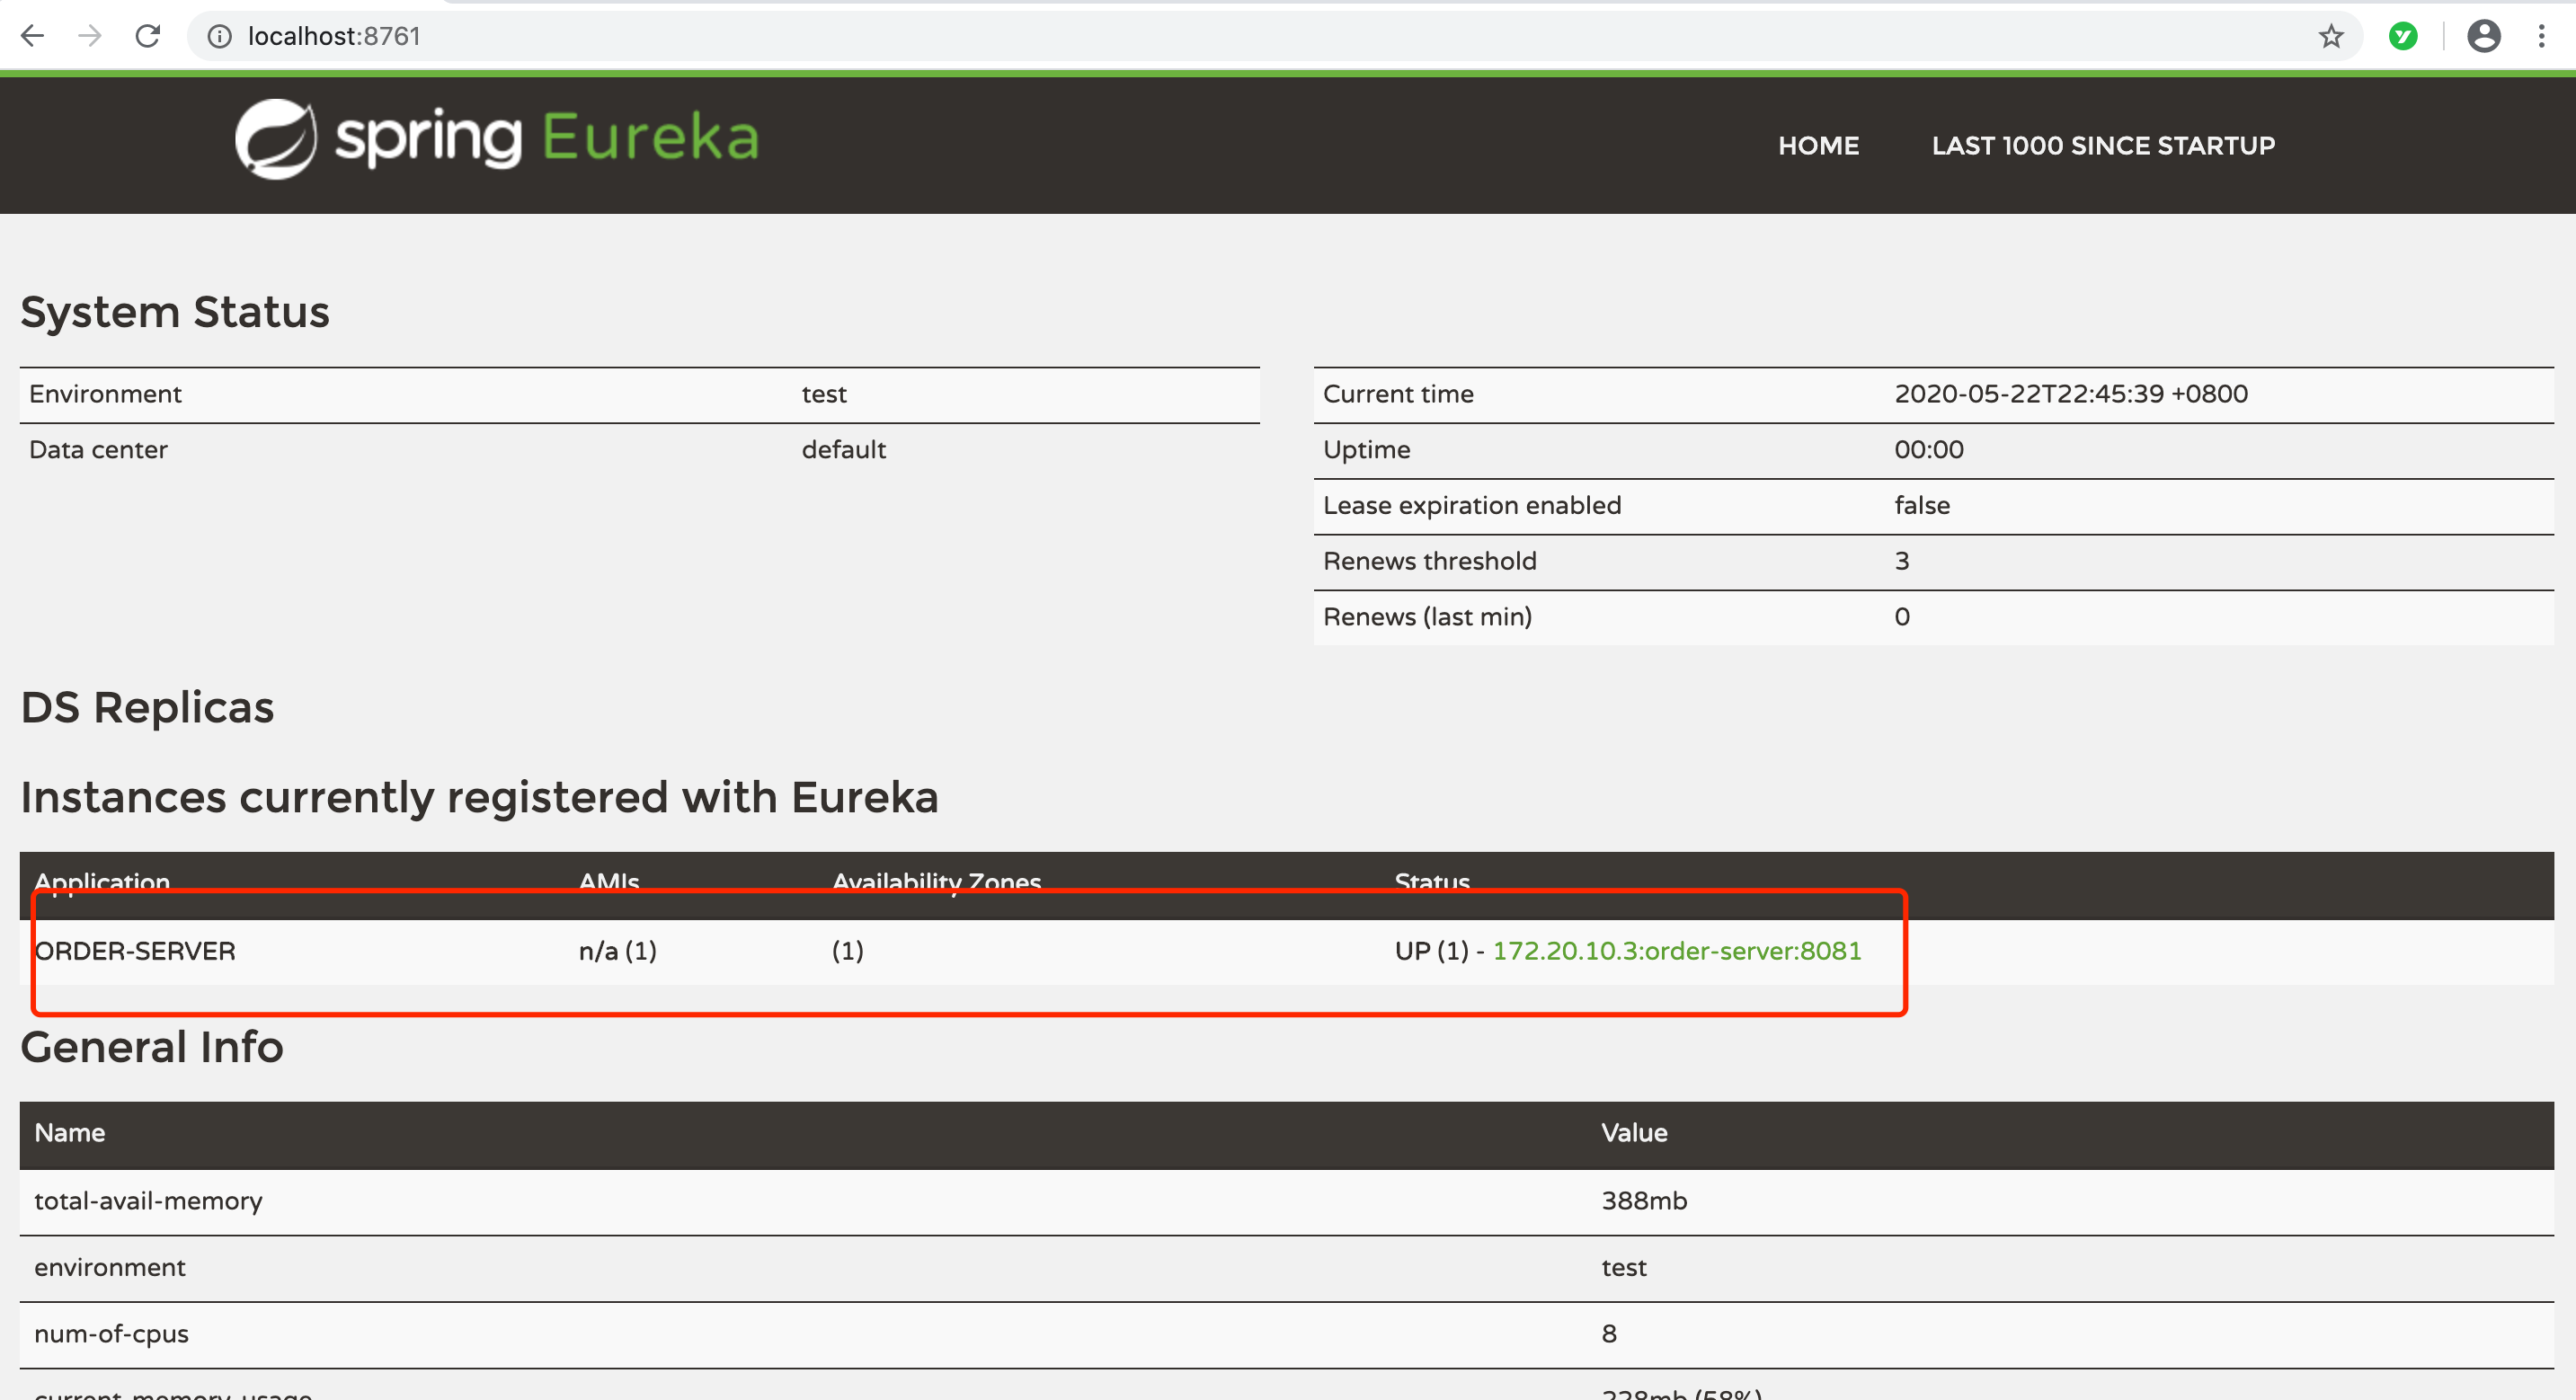 localhost:8761
spring Eureka
HOME LAST 1000 SINCE STARTUP
System Status
Environment test
Data center default
Current time 2020-05-22T22:45:39 +0800
Uptime 00:00
Lease expiration enabled false
Renews threshold 3
Renews (last min) 0
DS Replicas
Instances currently registered with Eureka
Application AMIs Availability Zones Status
ORDER-SERVER n/a (1) (1) UP (1) - 172.20.10.3:order-server:8081
General Info
Name Value
total-avail-memory 388mb
environment test
num-of-cpus 8
current-memory-usage 228mb (58%)